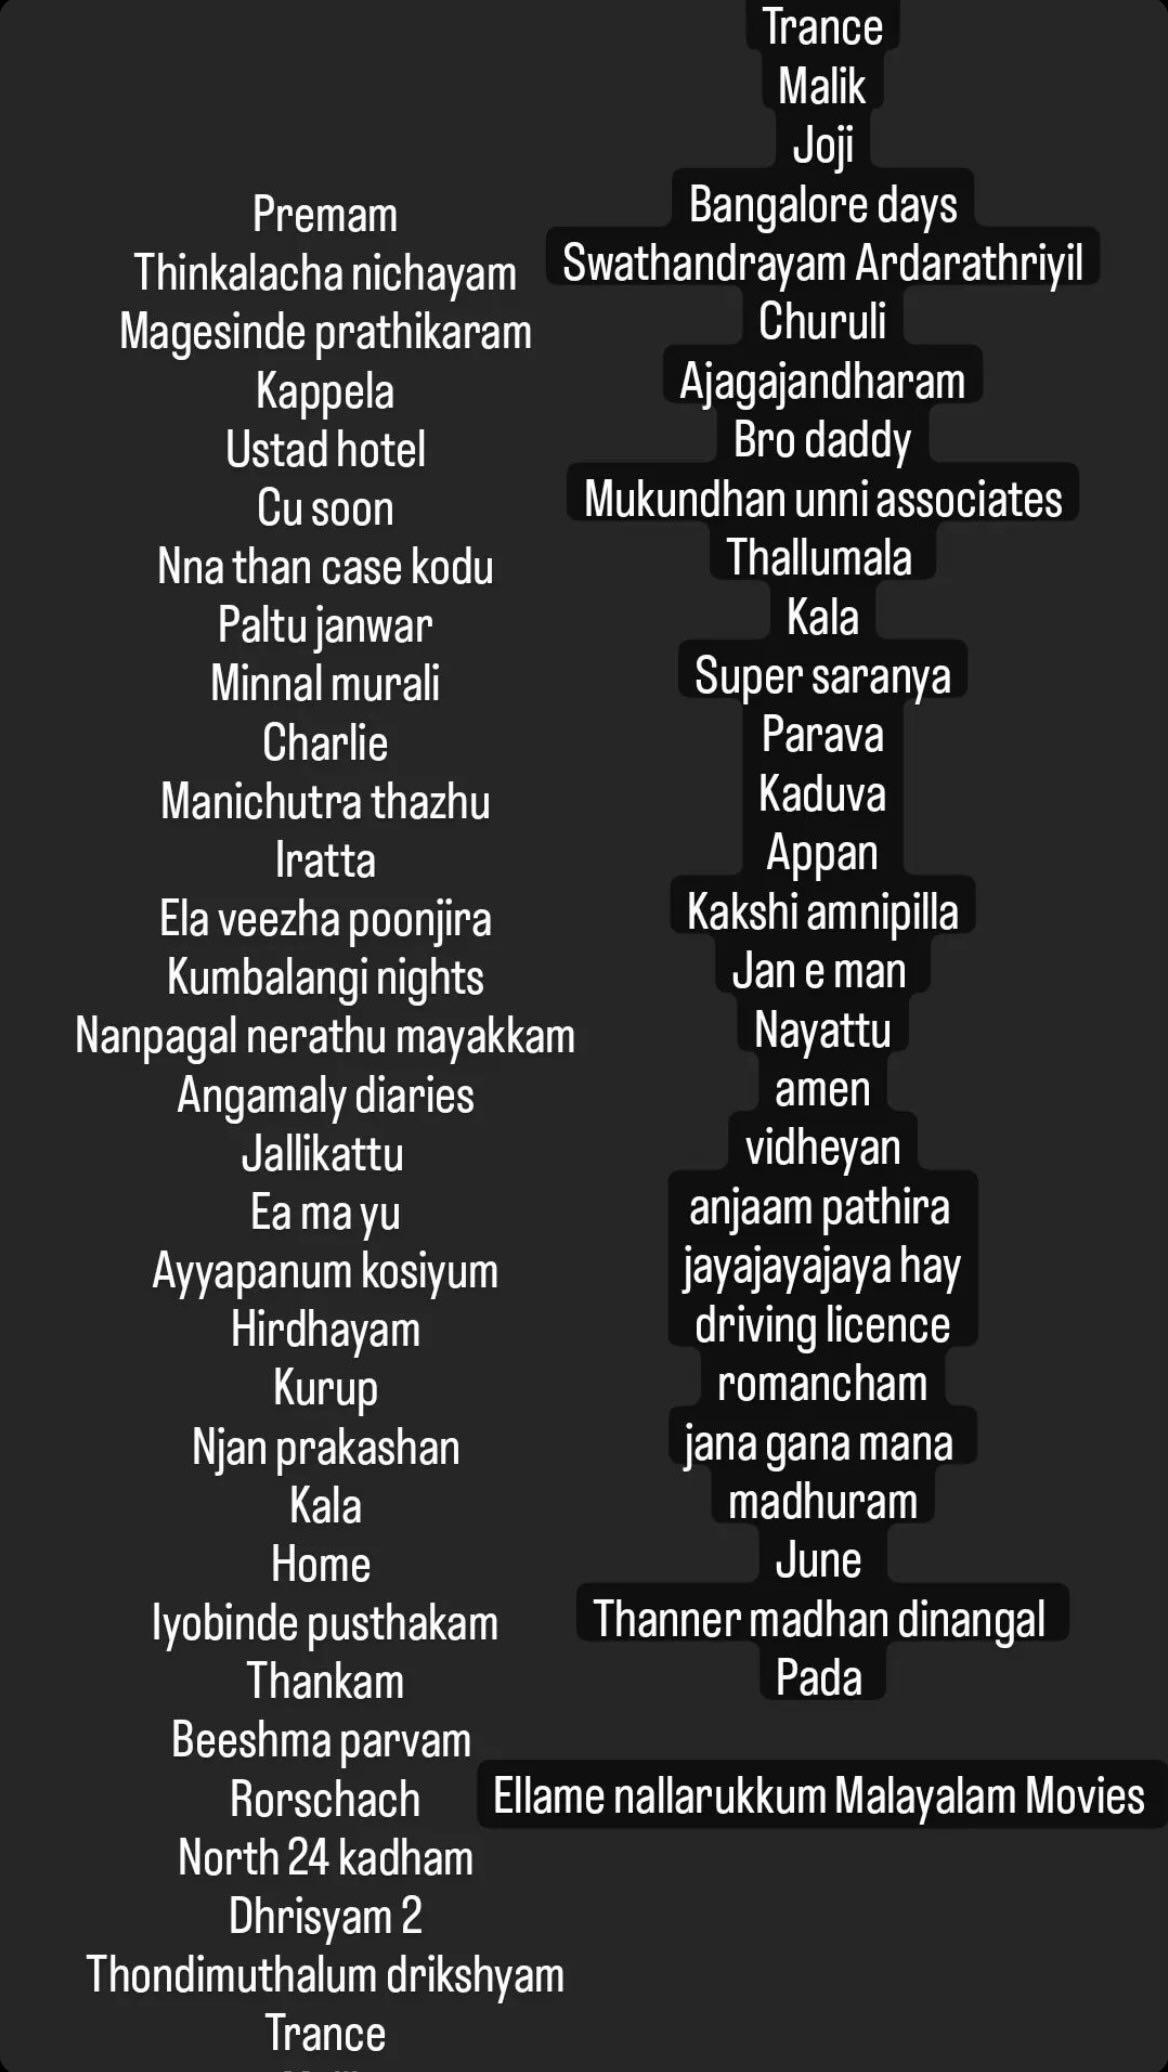 Premam
Thinkalacha nichayam
Magesinde prathikaram
Kappela
Ustad hotel
Cu soon
Nna than case kodu
Paltu janwar
Minnal murali
Charlie
Manichutra thazhu
Iratta
Ela veezha poonjira
Kumbalangi nights
Nanpagal nerathu mayakkam
Angamaly diaries
Jallikattu
Ea ma yu
Ayyapanum kosiyum
Hirdhayam
Kurup
Njan prakashan
Kala
Home
Iyobinde pusthakam
Thankam
Beeshma parvam
Rorschach
North 24 kadham
Dhrisyam 2
Thondimuthalum drikshyam
Trance
Trance
Malik
Joji
Bangalore days
Swathandrayam Ardarathriyil
Churuli
Ajagajandharam
Bro daddy
Mukundhan unni associates
Thallumala
Kala
Super saranya
Parava
Kaduva
Appan
Kakshi amnipilla
Jan e man
Nayattu
amen
vidheyan
anjaam pathira
jayajayajaya hay
driving licence
romancham
jana gana mana
madhuram
June
Thanner madhan dinangal
Pada
Ellame nallarukkum Malayalam Movies